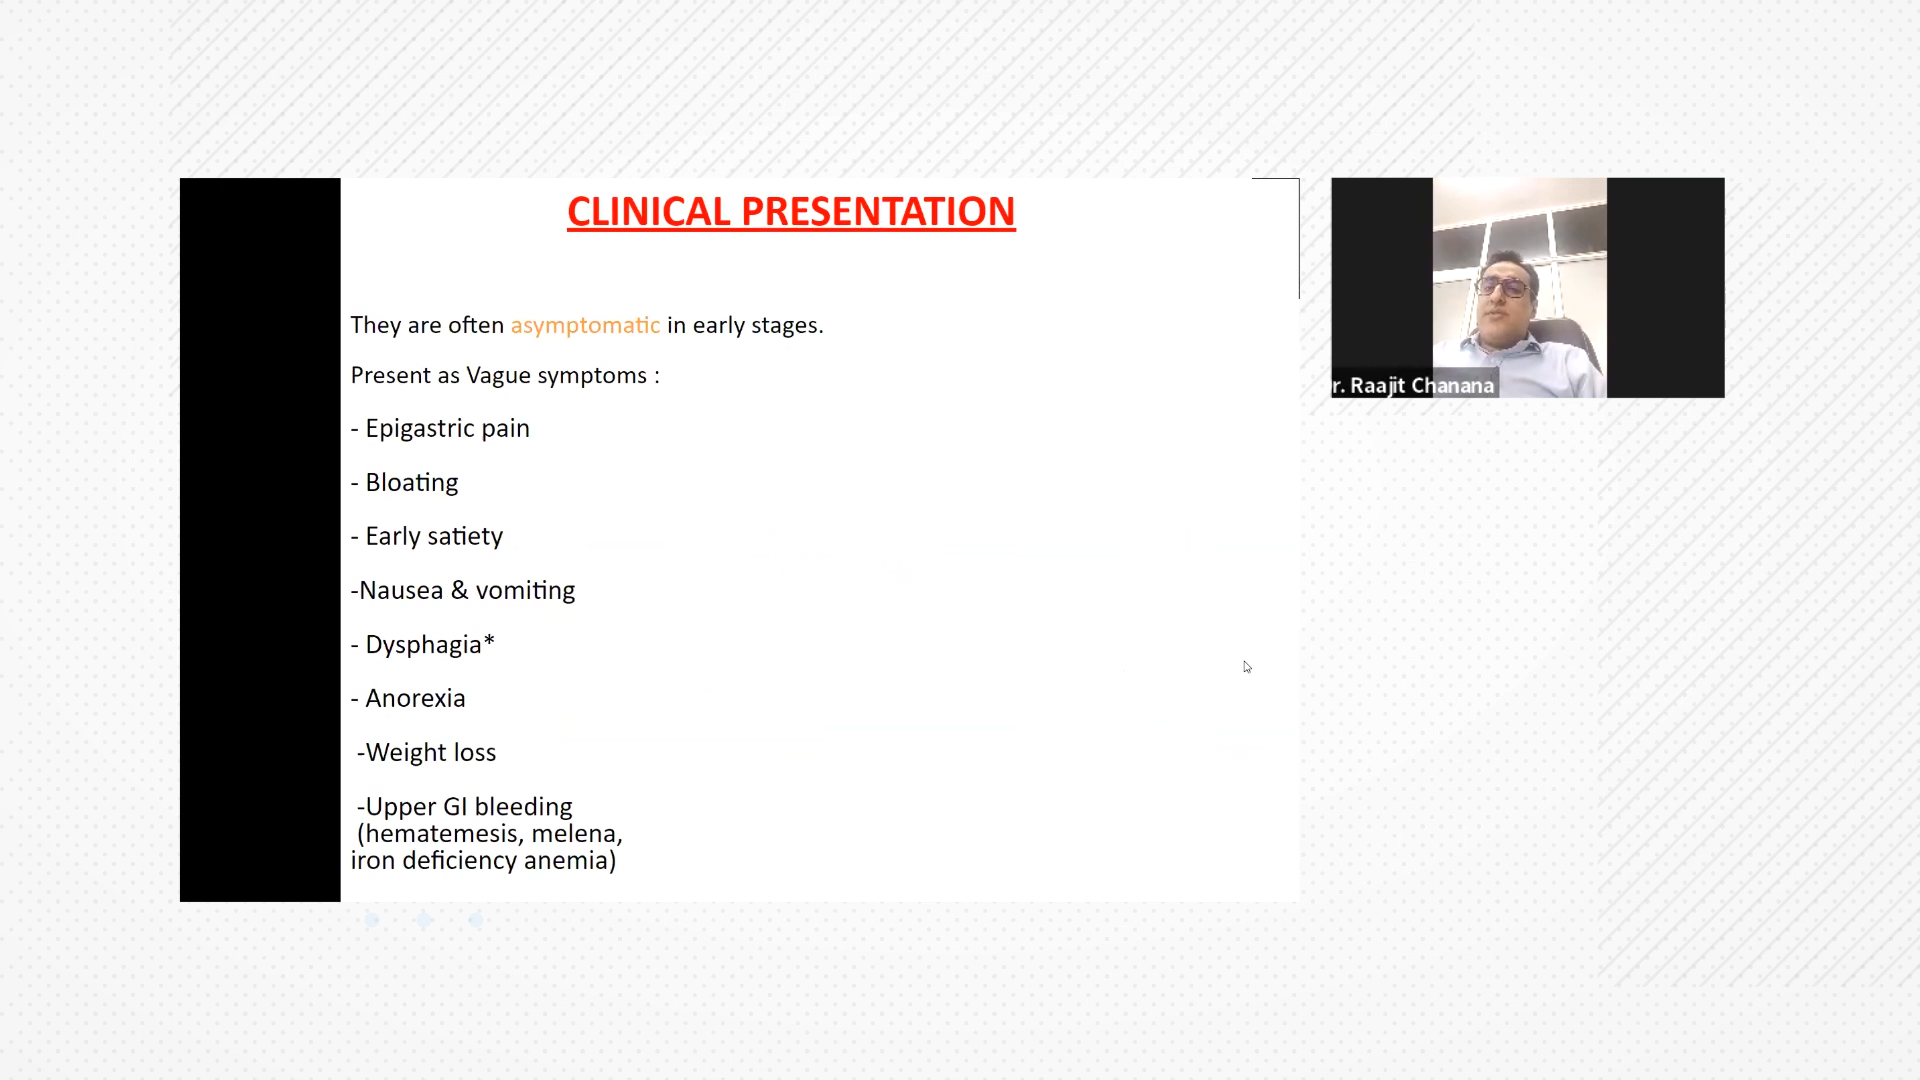 CLINICAL PRESENTATION
They are often asymptomatic in early stages.
Present as Vague symptoms :
- Epigastric pain
- Bloating
- Early satiety
-Nausea & vomiting
- Dysphagia*
- Anorexia
-Weight loss
-Upper GI bleeding
(hematemesis, melena,
iron deficiency anemia)
r. Raajit Chanana